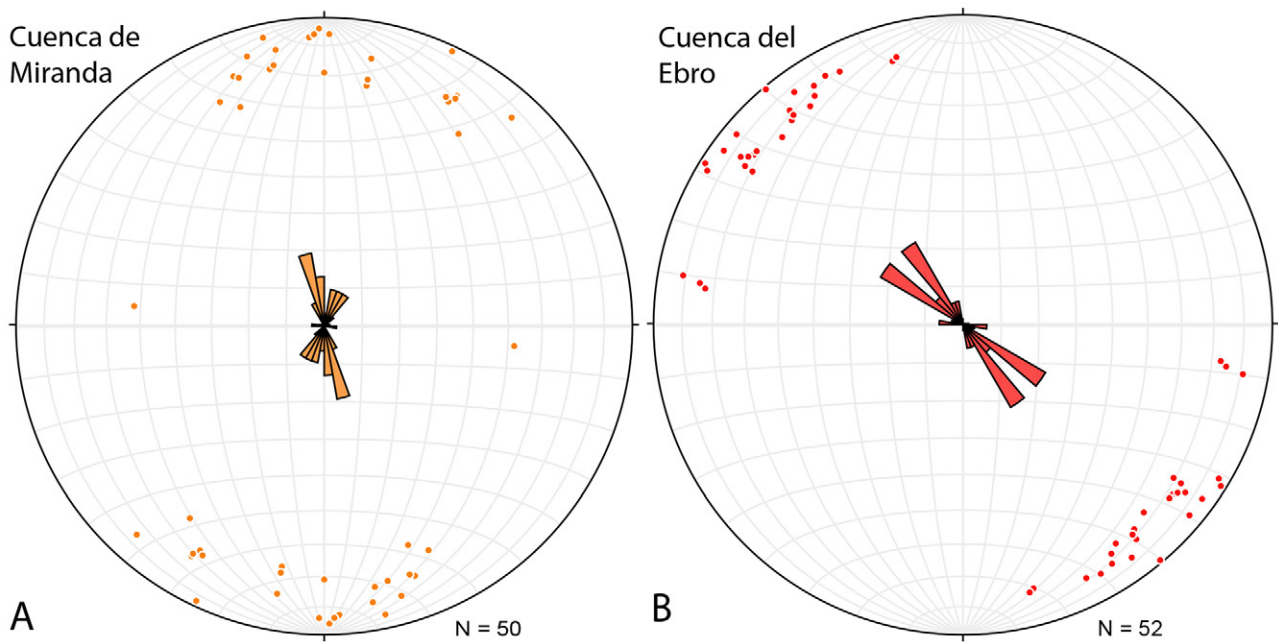 Cuenca de
Miranda
A
N = 50
Cuenca del
Ebro
B
N = 52